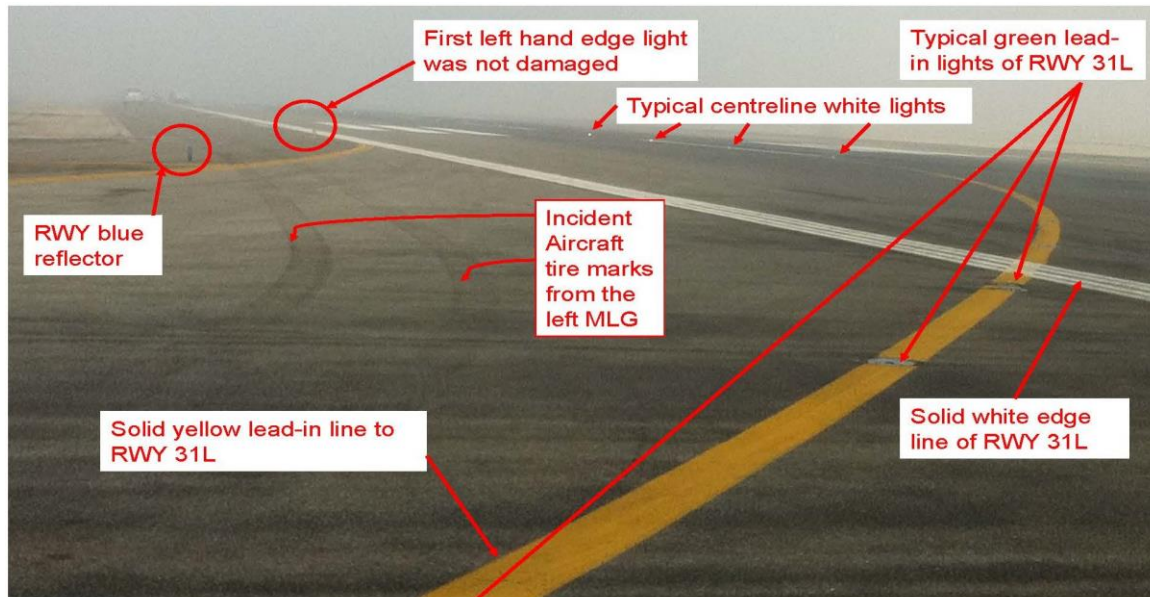 First left hand edge light
was not damaged
Typical green lead-
in lights of RWY 31L
Typical centreline white lights
RWY blue
reflector
Incident
Aircraft
tire marks
from the
left MLG
Solid yellow lead-in line to
RWY 31L
Solid white edge
line of RWY 31L